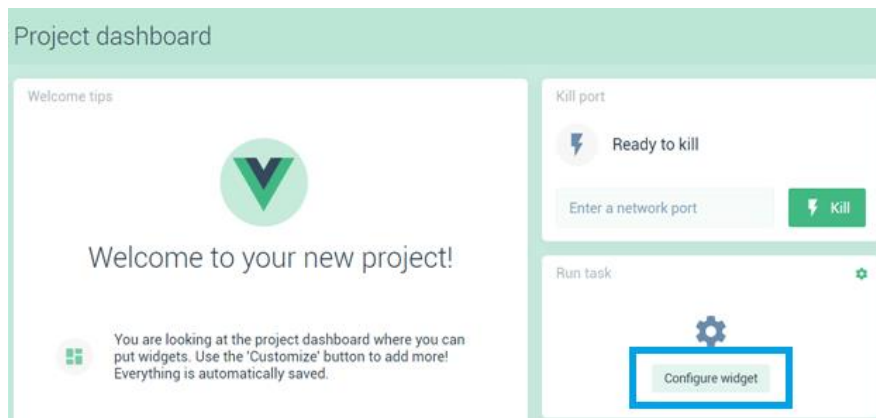 Project dashboard
Welcome tips
Welcome to your new project!
You are looking at the project dashboard where you can
put widgets. Use the 'Customize' button to add more!
Everything is automatically saved.
Kill port
Ready to kill
Enter a network port
Kill
Run task
Configure widget